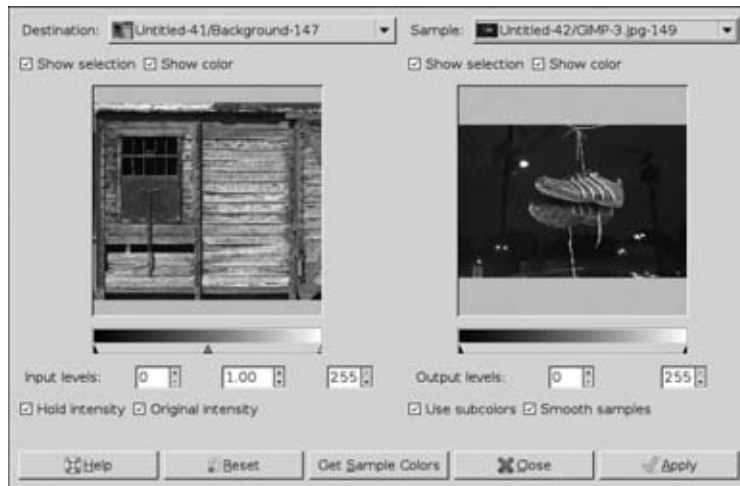 Destination: Untitled-41/Background-147
Sample: Untitled-42/GIMP-3.jpg-149
Show selection Show color
Show selection Show color
Input levels: 0 1.00 255
Output levels: 0 255
Hold intensity Original intensity
Use subcolors Smooth samples
Help Reset Get Sample Colors Close Apply